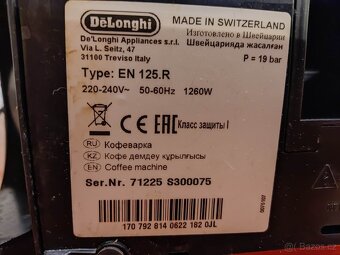 DeLonghi
MADE IN SWITZERLAND
De'Longhi Appliances s.r.l.
Via L. Seitz, 47
31100 Treviso Italy
Изготовлено в Швейцарии
Швейцарияда жасалған
P = 19 bar
Type: EN 125.R
220-240V~ 50-60Hz 1260W
CE EAC Класс защиты I
RU Кофеварка
KZ Кофе демдеу құрылғысы
EN Coffee machine
Ser.Nr. 71225 S300075
170 792 814 0622 182 0JL